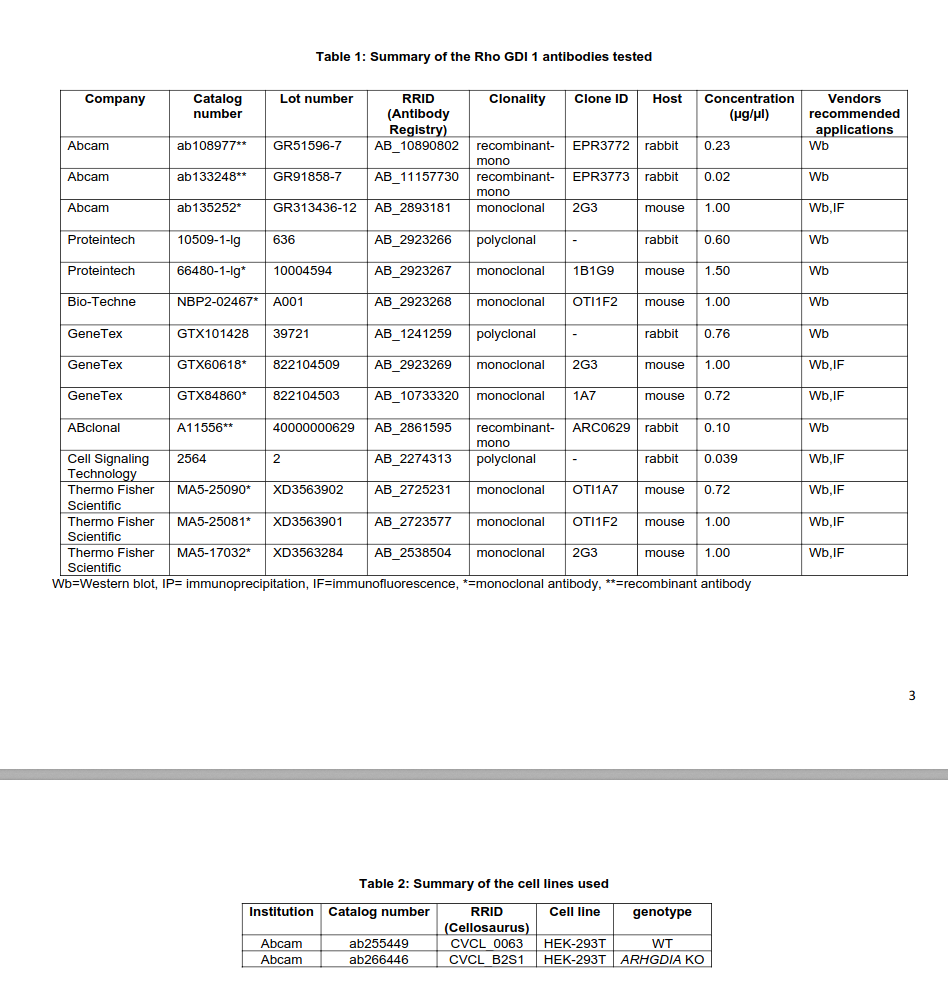 Table 1: Summary of the Rho GDI 1 antibodies tested
Company Catalog number Lot number RRID (Antibody Registry) Clonality Clone ID Host Concentration (µg/µl) Vendors recommended applications
Abcam ab108977** GR51596-7 AB_10890802 recombinant-mono EPR3772 rabbit 0.23 Wb
Abcam ab133248** GR91858-7 AB_11157730 recombinant-mono EPR3773 rabbit 0.02 Wb
Abcam ab135252* GR313436-12 AB_2893181 monoclonal 2G3 mouse 1.00 Wb,IF
Proteintech 10509-1-Ig 636 AB_2923266 polyclonal - rabbit 0.60 Wb
Proteintech 66480-1-Ig* 10004594 AB_2923267 monoclonal 1B1G9 mouse 1.50 Wb
Bio-Techne NBP2-02467* A001 AB_2923268 monoclonal OTI1F2 mouse 1.00 Wb
GeneTex GTX101428 39721 AB_1241259 polyclonal - rabbit 0.76 Wb
GeneTex GTX60618* 822104509 AB_2923269 monoclonal 2G3 mouse 1.00 Wb,IF
GeneTex GTX84860* 822104503 AB_10733320 monoclonal 1A7 mouse 0.72 Wb,IF
ABclonal A11556** 40000000629 AB_2861595 recombinant-mono ARC0629 rabbit 0.10 Wb
Cell Signaling Technology 2564 2 AB_2274313 polyclonal - rabbit 0.039 Wb,IF
Thermo Fisher Scientific MA5-25090* XD3563902 AB_2725231 monoclonal OTI1A7 mouse 0.72 Wb,IF
Thermo Fisher Scientific MA5-25081* XD3563901 AB_2723577 monoclonal OTI1F2 mouse 1.00 Wb,IF
Thermo Fisher Scientific MA5-17032* XD3563284 AB_2538504 monoclonal 2G3 mouse 1.00 Wb,IF
Wb=Western blot, IP= immunoprecipitation, IF=immunofluorescence, *=monoclonal antibody, **=recombinant antibody
3
Table 2: Summary of the cell lines used
Institution Catalog number RRID (Cellosaurus) Cell line genotype
Abcam ab255449 CVCL_0063 HEK-293T WT
Abcam ab266446 CVCL_B2S1 HEK-293T ARHGDIA KO